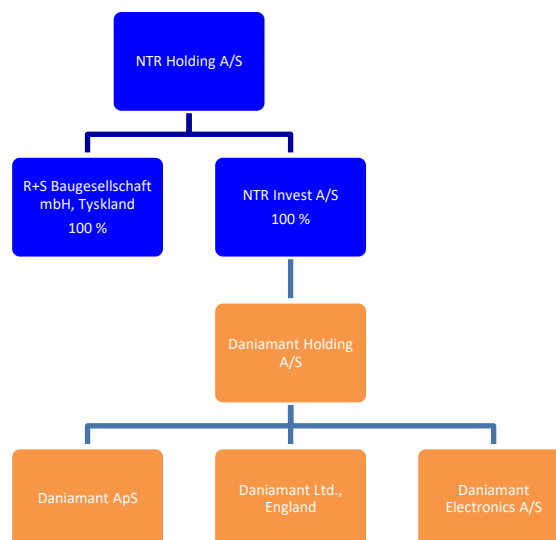 NTR Holding A/S
R+S Baugesellschaft
mbH, Tyskland
100 %
NTR Invest A/S
100 %
Daniamant Holding
A/S
Daniamant ApS
Daniamant Ltd.,
England
Daniamant
Electronics A/S